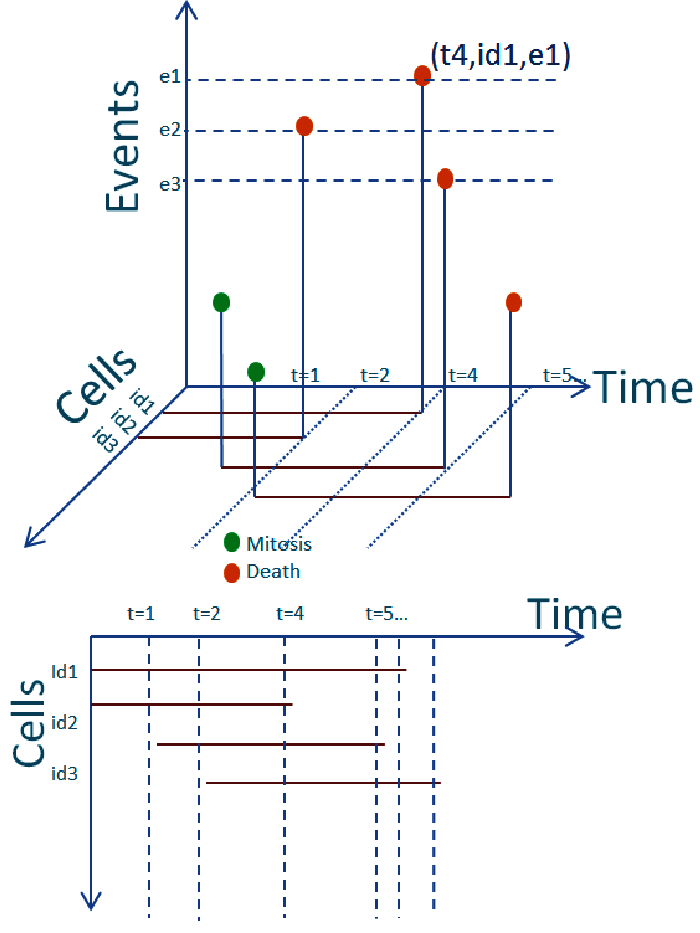 (t4,id1,e1)
e1
e2
e3
Events
Cells
id1
id2
id3
t=1
t=2
t=4
t=5...
Time
Mitosis
Death
t=1
t=2
t=4
t=5...
Time
Cells
Id1
id2
id3